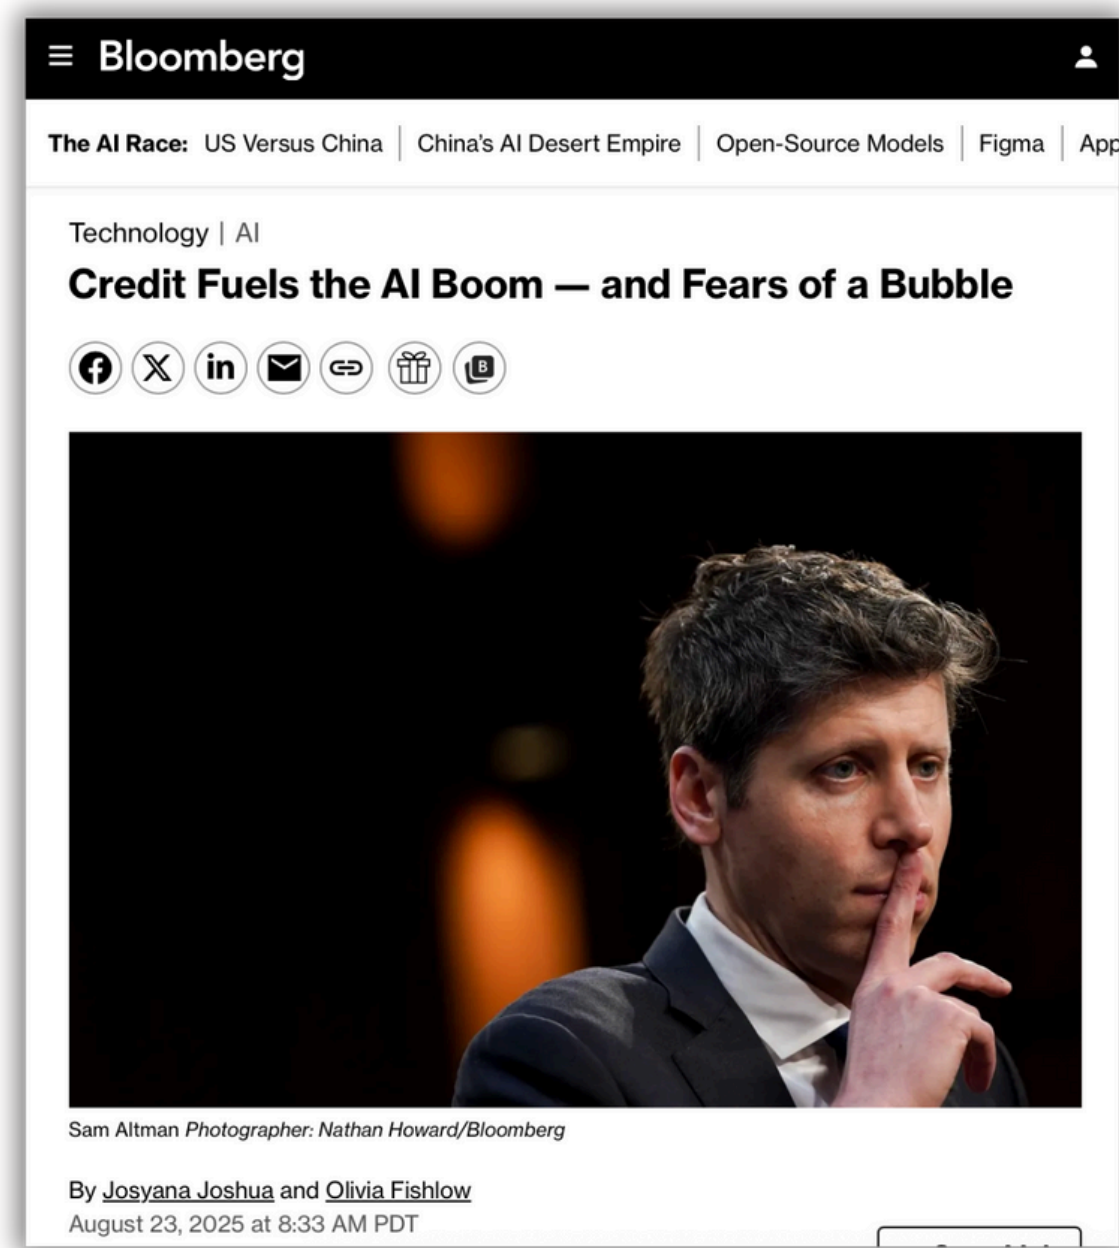 Bloomberg
The AI Race: US Versus China | China's AI Desert Empire | Open-Source Models | Figma | App
Technology | AI
Credit Fuels the AI Boom — and Fears of a Bubble
Sam Altman Photographer: Nathan Howard/Bloomberg
By Josyana Joshua and Olivia Fishlow
August 23, 2025 at 8:33 AM PDT